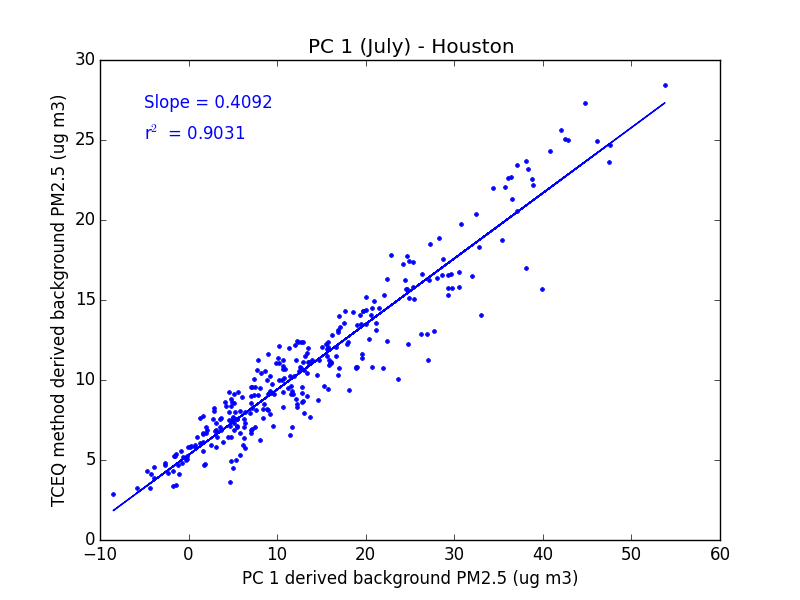 PC 1 (July) - Houston
30
25
20
15
10
5
0
TCEQ method derived background PM2.5 (ug m3)
Slope = 0.4092
r² = 0.9031
−10 0 10 20 30 40 50 60
PC 1 derived background PM2.5 (ug m3)